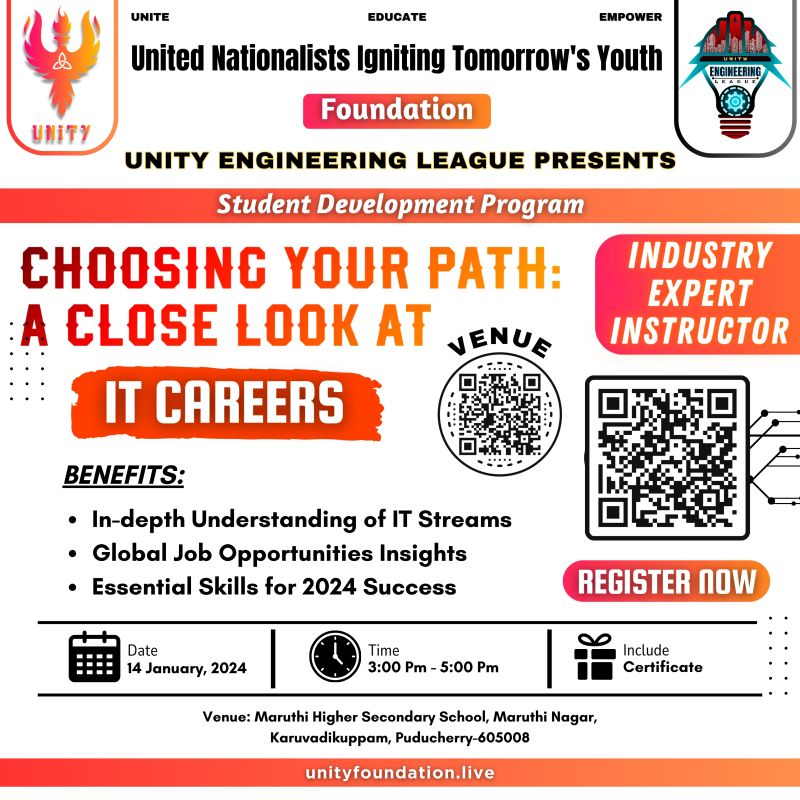 UNITE EDUCATE EMPOWER
United Nationalists Igniting Tomorrow's Youth
UNITY
UNITY
ENGINEERING
LEAGUE
Foundation
UNITY ENGINEERING LEAGUE PRESENTS
Student Development Program
CHOOSING YOUR PATH:
A CLOSE LOOK AT
IT CAREERS
INDUSTRY
EXPERT
INSTRUCTOR
VENUE
BENEFITS:
• In-depth Understanding of IT Streams
• Global Job Opportunities Insights
• Essential Skills for 2024 Success
REGISTER NOW
Date
14 January, 2024
Time
3:00 Pm - 5:00 Pm
Include
Certificate
Venue: Maruthi Higher Secondary School, Maruthi Nagar,
Karuvadikuppam, Puducherry-605008
unityfoundation.live